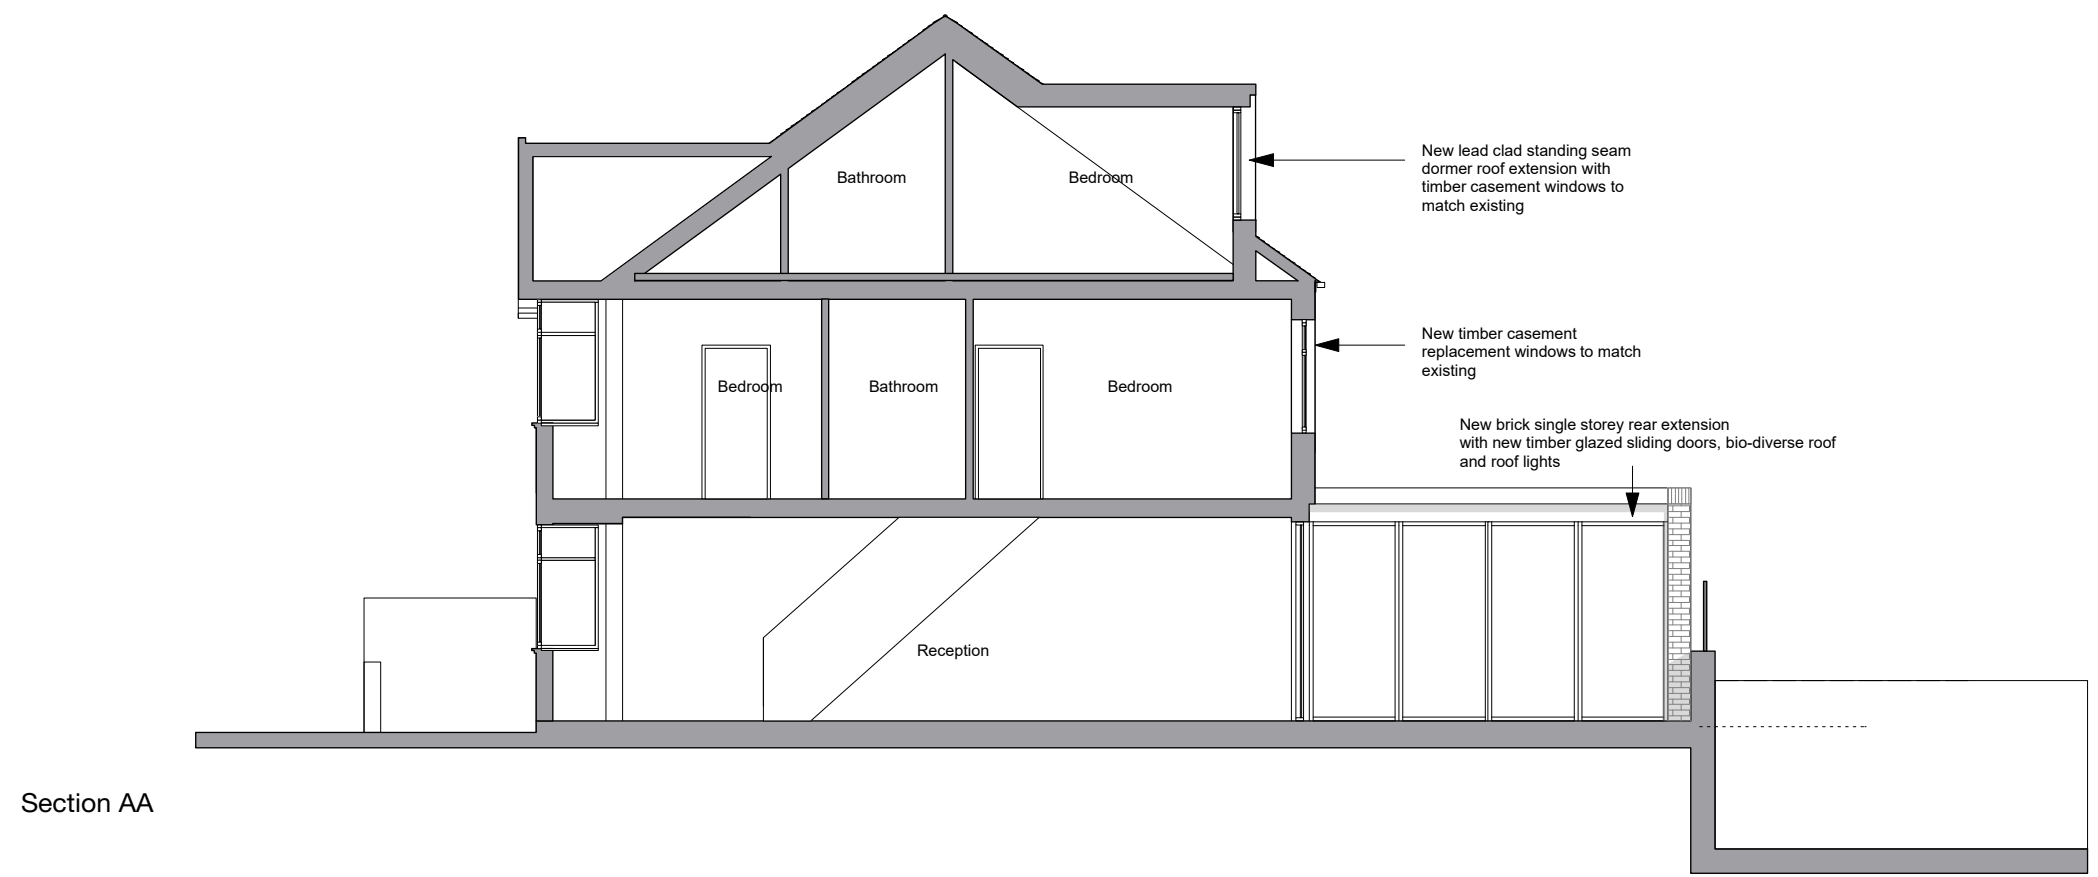 Bathroom
Bedroom
New lead clad standing seam
dormer roof extension with
timber casement windows to
match existing
Bedroom
Bathroom
Bedroom
New timber casement
replacement windows to match
existing
New brick single storey rear extension
with new timber glazed sliding doors, bio-diverse roof
and roof lights
Reception
Section AA